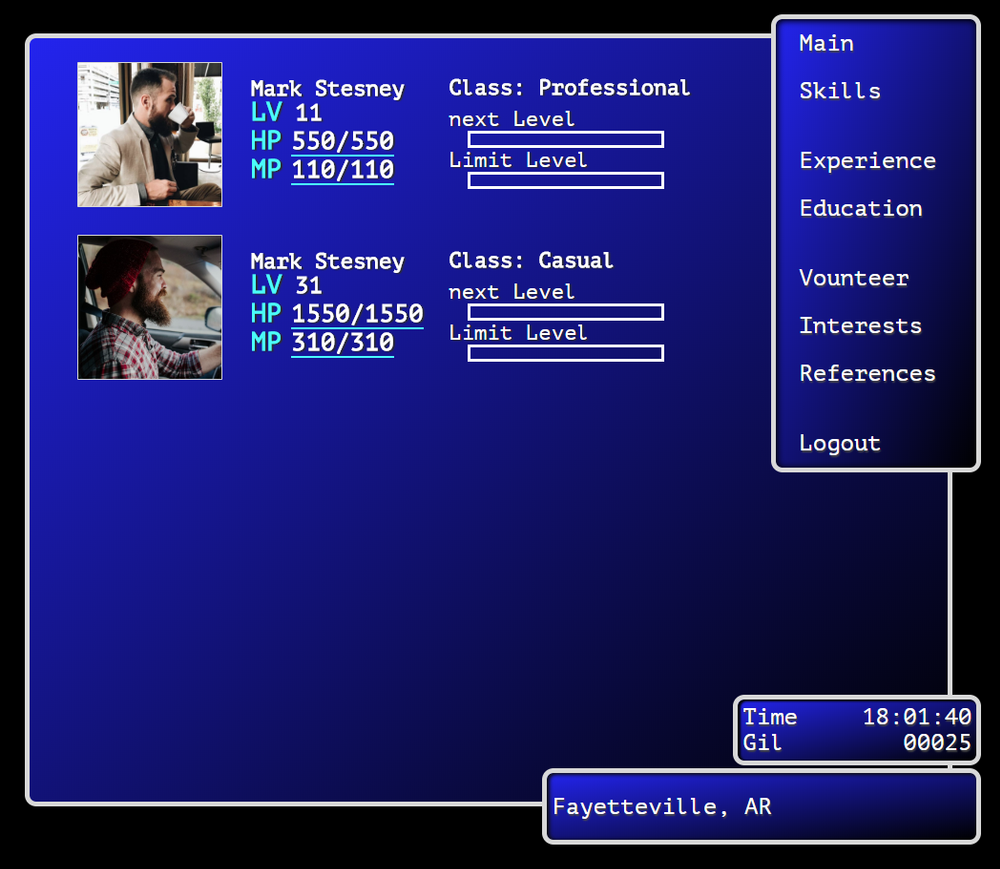 Mark Stesney
LV 11
HP 550/550
MP 110/110
Class: Professional
next Level
Limit Level
Mark Stesney
LV 31
HP 1550/1550
MP 310/310
Class: Casual
next Level
Limit Level
Main
Skills
Experience
Education
Vounteer
Interests
References
Logout
Time 18:01:40
Gil 00025
Fayetteville, AR